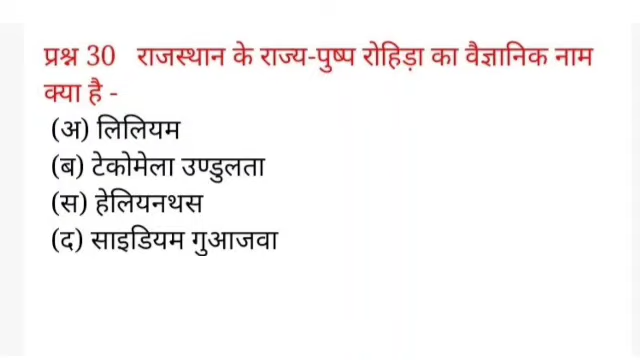 प्रश्न 30 राजस्थान के राज्य-पुष्प रोहिड़ा का वैज्ञानिक नाम
क्या है -
(अ) लिलियम
(ब) टेकोमेला उण्डुलता
(स) हेलियनथस
(द) साइडियम गुआजवा